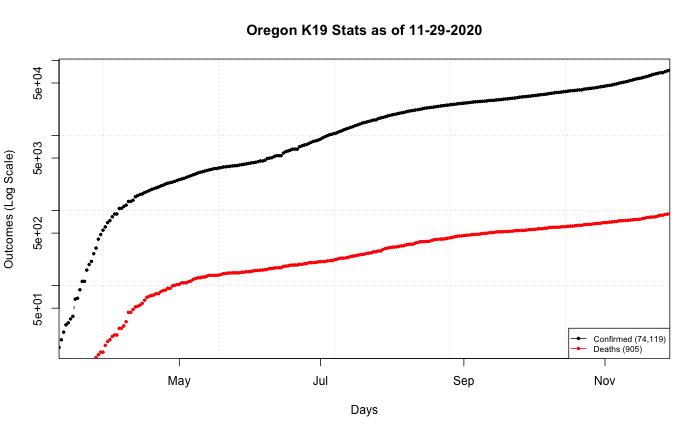 Oregon K19 Stats as of 11-29-2020
Outcomes (Log Scale)
5e+04
5e+03
5e+02
5e+01
Confirmed (74,119)
Deaths (905)
May
Jul
Sep
Nov
Days